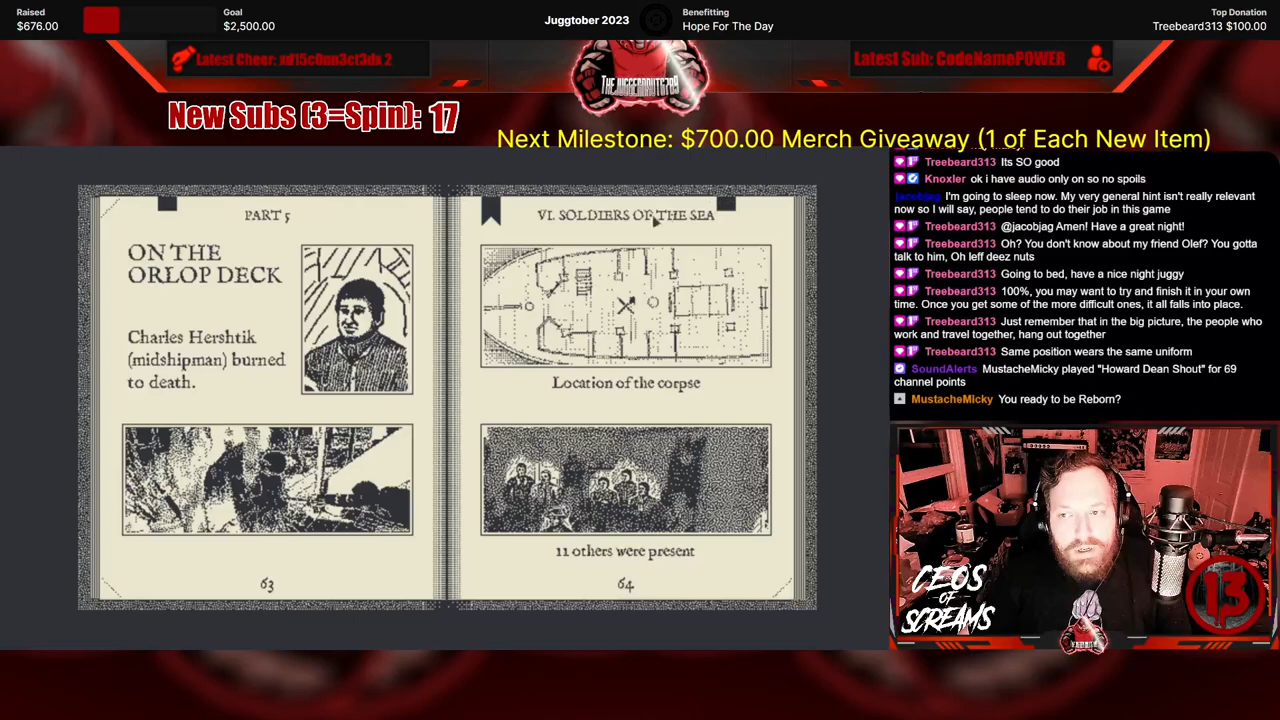 Raised
$676.00
Goal
$2,500.00
Juggtober 2023
Benefitting
Hope For The Day
Top Donation
Treebeard313 $100.00
Latest Cheer: xd15c0nn3ct3dx 2
THEJUGGERNAUT6789
Latest Sub: CodeNamePOWER
New Subs (3=Spin): 17
Next Milestone: $700.00 Merch Giveaway (1 of Each New Item)
PART 5
ON THE
ORLOP DECK
Charles Hershtik
(midshipman) burned
to death.
63
VI. SOLDIERS OF THE SEA
Location of the corpse
11 others were present
64
Treebeard313 Its SO good
Knoxler ok i have audio only on so no spoils
jacobjag I'm going to sleep now. My very general hint isn't really relevant
now so I will say, people tend to do their job in this game
Treebeard313 @jacobjag Amen! Have a great night!
Treebeard313 Oh? You don't know about my friend Olef? You gotta
talk to him, Oh leff deez nuts
Treebeard313 Going to bed, have a nice night juggy
Treebeard313 100%, you may want to try and finish it in your own
time. Once you get some of the more difficult ones, it all falls into place.
Treebeard313 Just remember that in the big picture, the people who
work and travel together, hang out together
Treebeard313 Same position wears the same uniform
SoundAlerts MustacheMicky played "Howard Dean Shout" for 69
channel points
MustacheMicky You ready to be Reborn?
CEOS
OF
SCREAMS
13